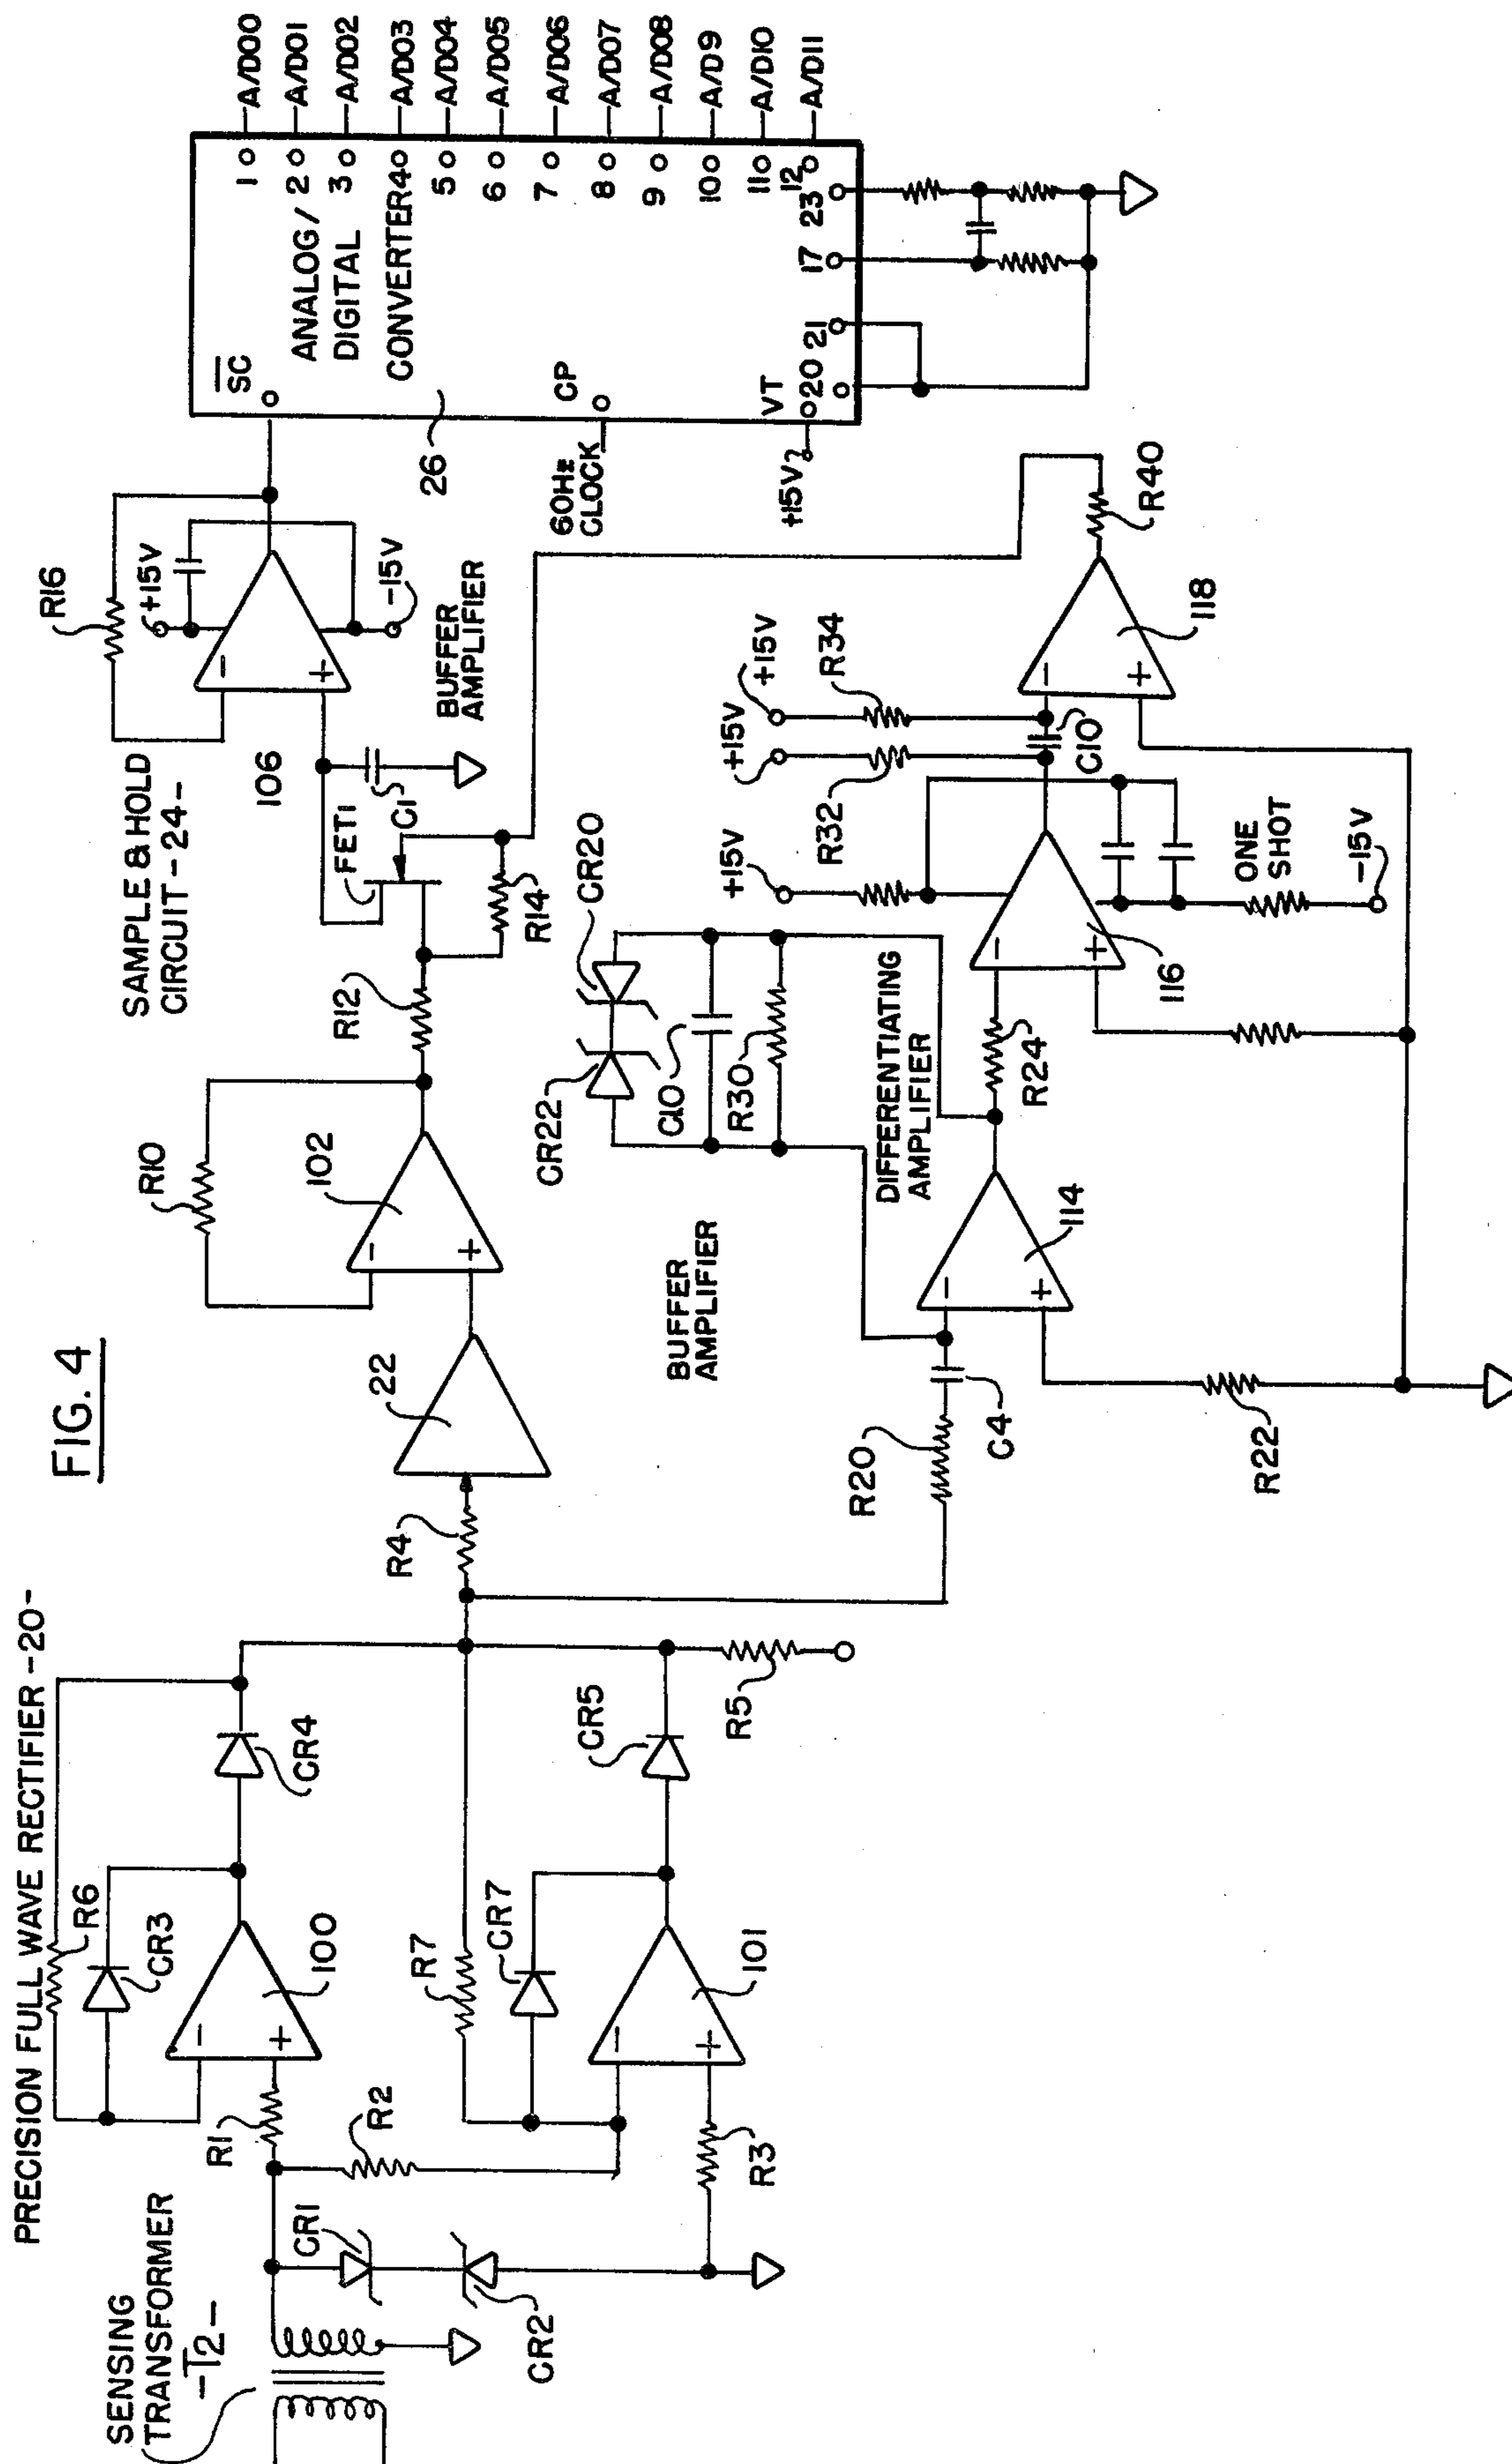 FIG. 4
PRECISION FULL WAVE RECTIFIER -20-
SENSING
TRANSFORMER
-T2-
R6
CR3
100
CR4
R1
R2
CR1
CR2
R7
CR7
101
CR5
R3
R5
R4
22
R10
102
R12
SAMPLE & HOLD
CIRCUIT -24-
106
FET1
C1
R14
R16
+15V
-15V
BUFFER
AMPLIFIER
SC
ANALOG/
DIGITAL
CONVERTER
26
60Hz
CLOCK
CP
+15V
VT
20
21
17
23
1
2
3
4
5
6
7
8
9
10
11
12
A/D00
A/D01
A/D02
A/D03
A/D04
A/D05
A/D06
A/D07
A/D08
A/D9
A/D10
A/D11
BUFFER
AMPLIFIER
R20
C4
R22
114
DIFFERENTIATING
AMPLIFIER
CR22
CR20
C10
R30
R24
116
+15V
ONE
SHOT
-15V
R32
+15V
+15V
R34
C10
118
R40
-
+
-
+
-
+
-
+
-
+
-
+
-
+